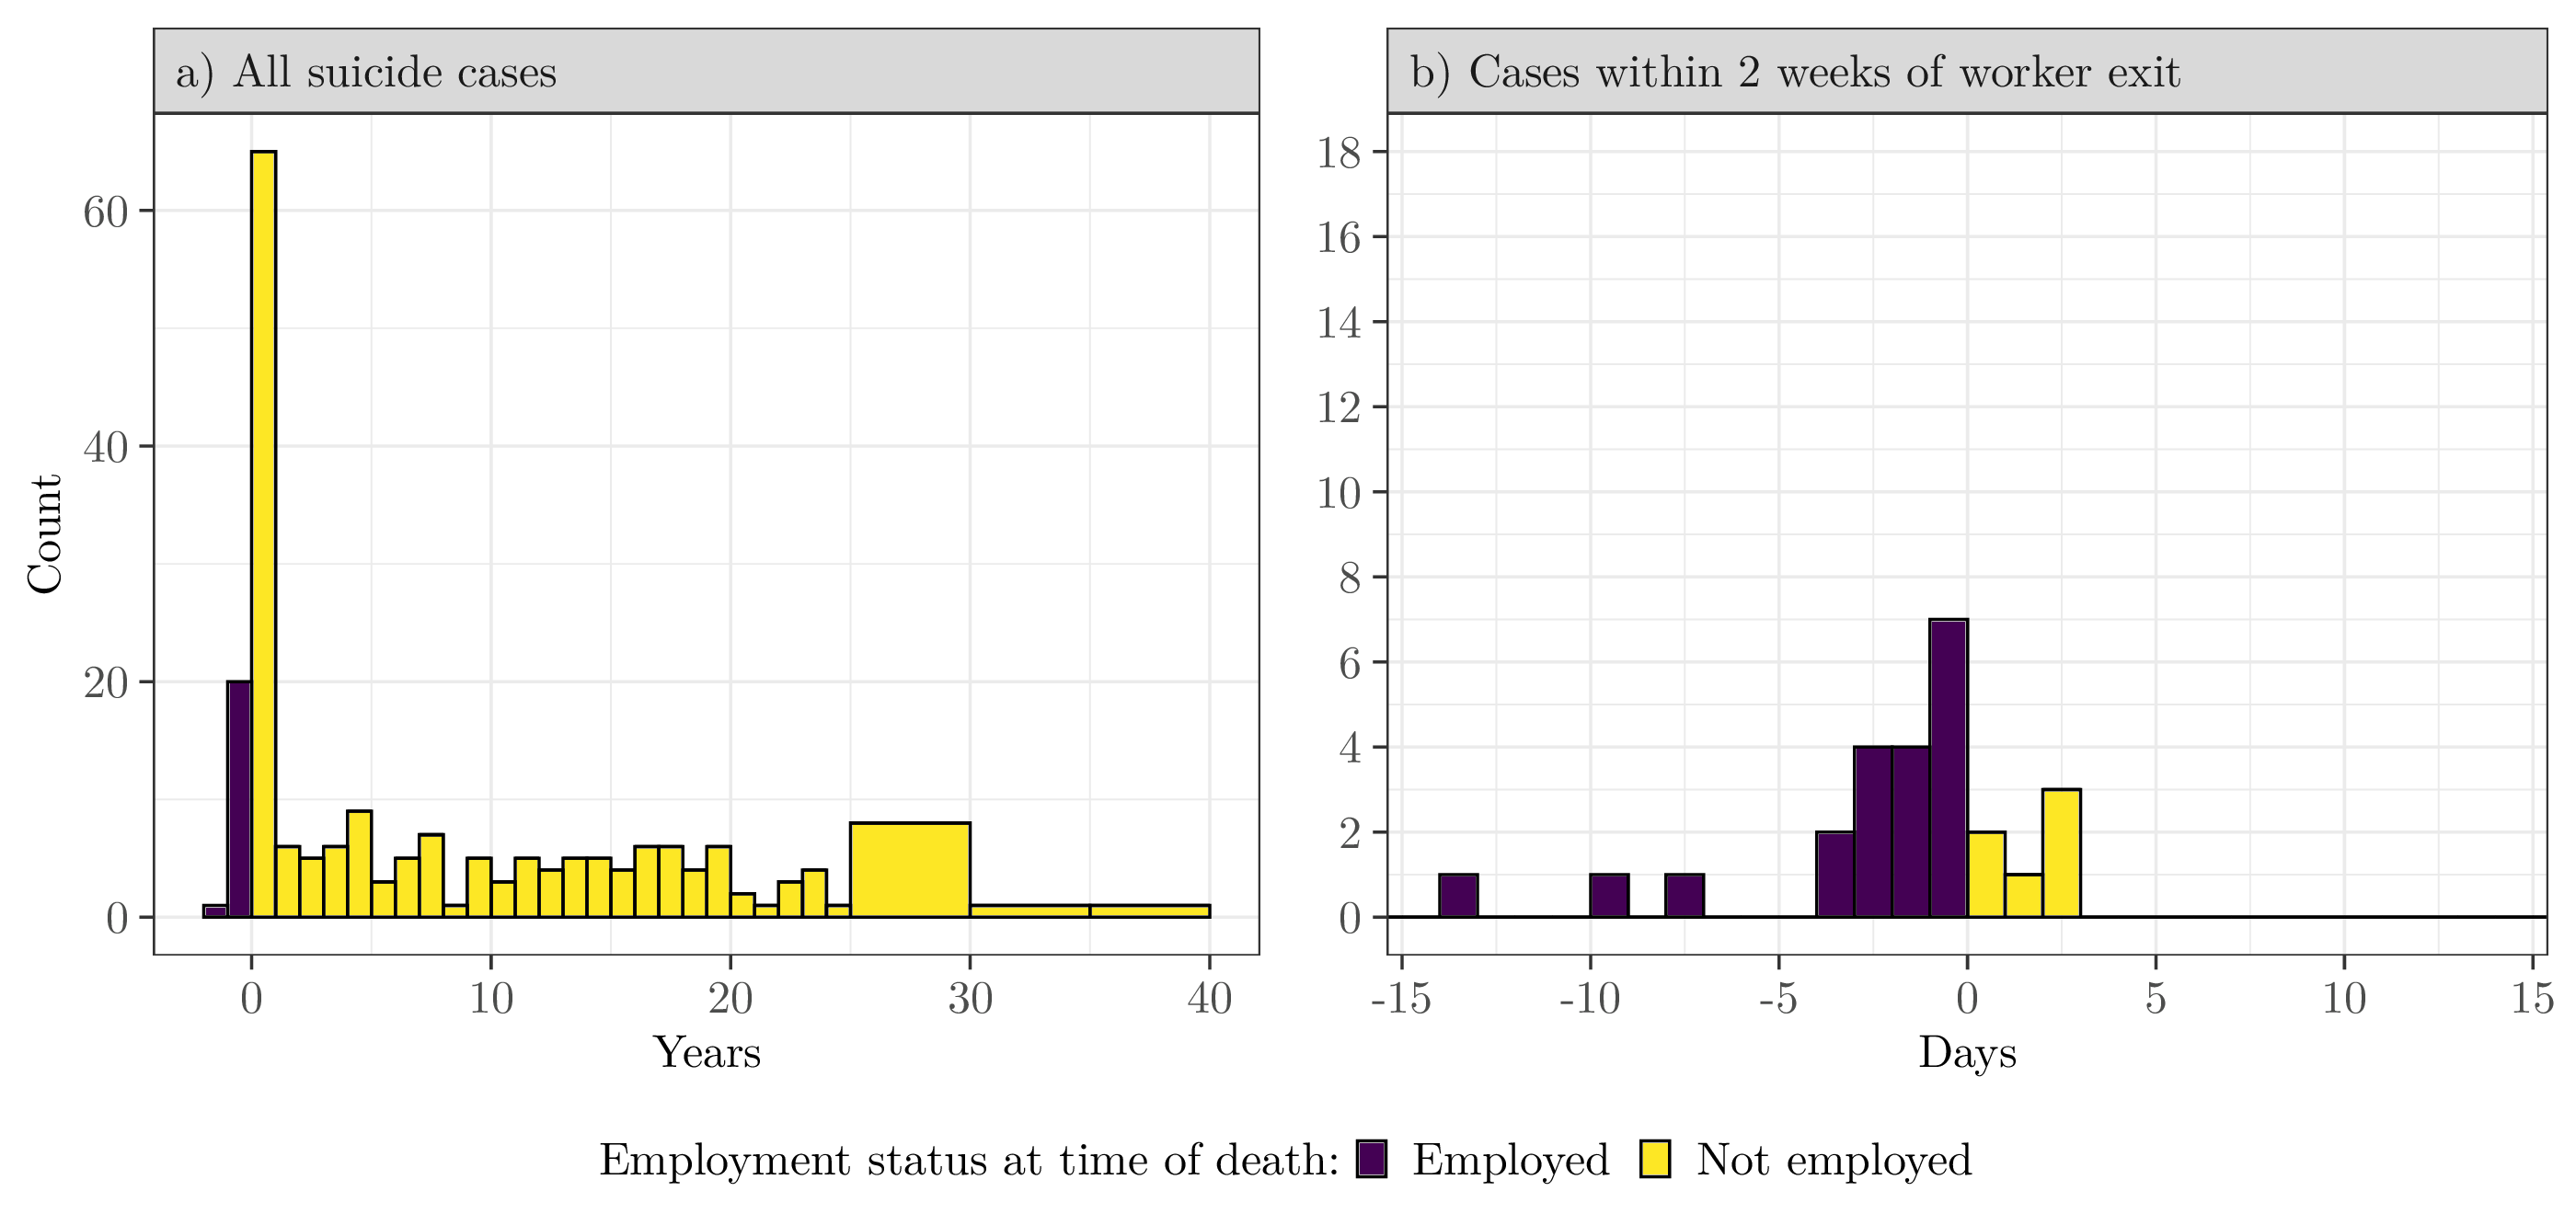 a) All suicide cases
b) Cases within 2 weeks of worker exit
Count
60
40
20
0
0 10 20 30 40
Years
18
16
14
12
10
8
6
4
2
0
-15 -10 -5 0 5 10 15
Days
Employment status at time of death: Employed Not employed